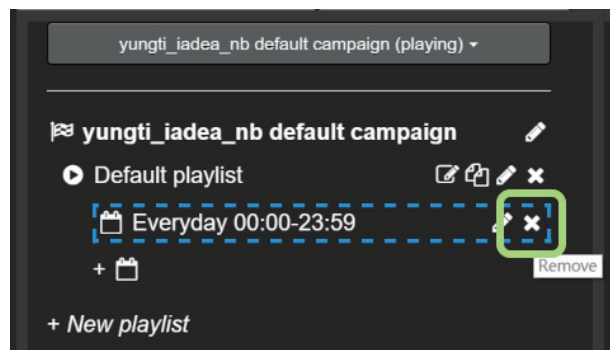 yungti_iadea_nb default campaign (playing)
yungti_iadea_nb default campaign
Default playlist
Everyday 00:00-23:59
Remove
+
+ New playlist